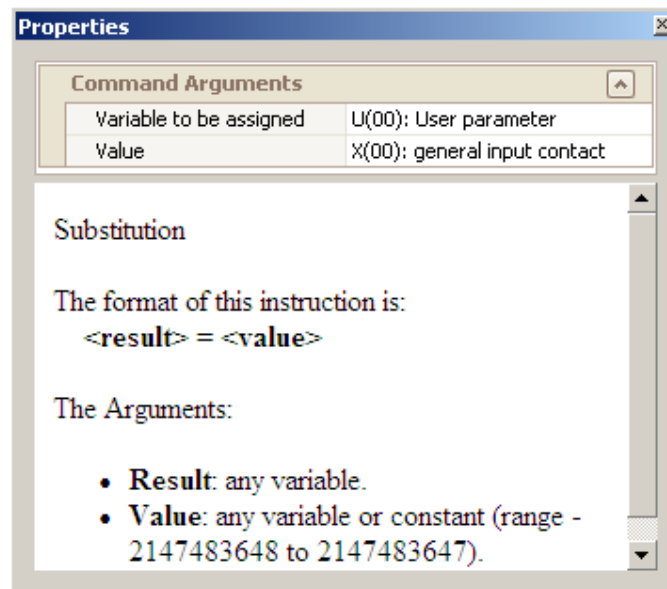 Properties
Command Arguments
Variable to be assigned U(00): User parameter
Value X(00): general input contact
Substitution
The format of this instruction is:
<result> = <value>
The Arguments:
• Result: any variable.
• Value: any variable or constant (range -
2147483648 to 2147483647).